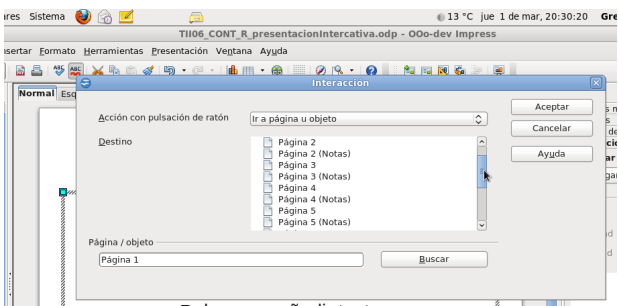 ares Sistema 13 °C jue 1 de mar, 20:30:20 Gre
TII06_CONT_R_presentacionIntercativa.odp - OOo-dev Impress
nsertar Formato Herramientas Presentación Ventana Ayuda
Normal Esq
Interacción
Acción con pulsación de ratón Ir a página u objeto
Destino
Página 2
Página 2 (Notas)
Página 3
Página 3 (Notas)
Página 4
Página 4 (Notas)
Página 5
Página 5 (Notas)
Aceptar
Cancelar
Ayuda
Página / objeto
Página 1 Buscar